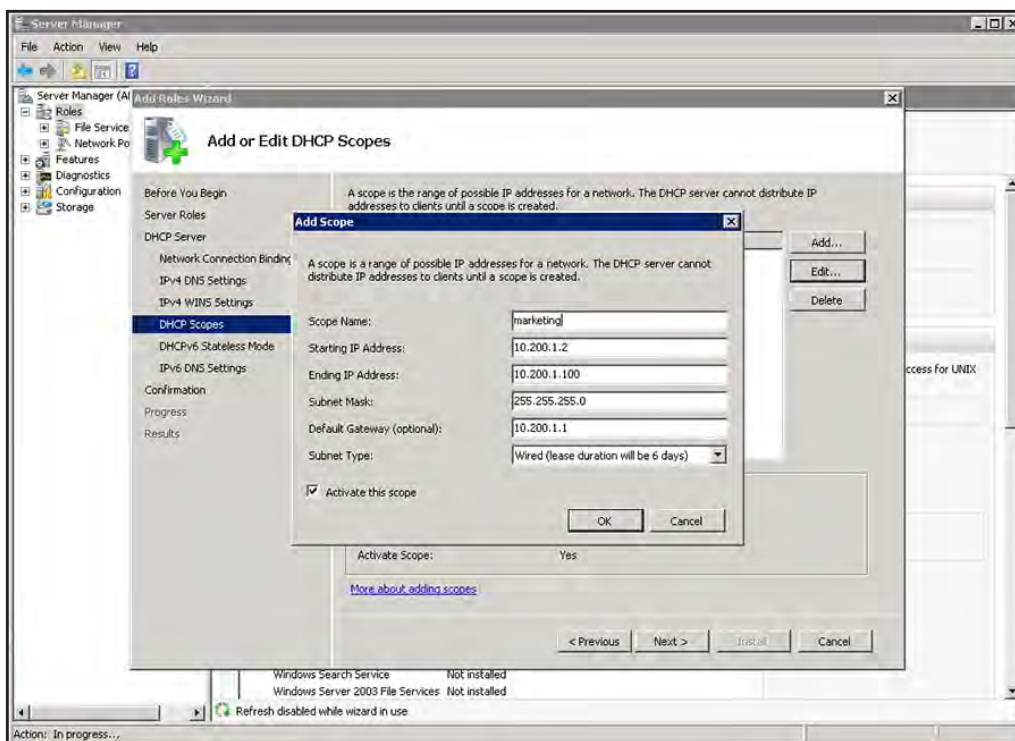 Server Manager
File Action View Help
Server Manager (Al
Roles
File Service
Network Po
Features
Diagnostics
Configuration
Storage
Add Roles Wizard
Add or Edit DHCP Scopes
Before You Begin
Server Roles
DHCP Server
Network Connection Binding
IPv4 DNS Settings
IPv4 WINS Settings
DHCP Scopes
DHCPv6 Stateless Mode
IPv6 DNS Settings
Confirmation
Progress
Results
A scope is the range of possible IP addresses for a network. The DHCP server cannot distribute IP
addresses to clients until a scope is created.
Add...
Edit...
Delete
Add Scope
A scope is a range of possible IP addresses for a network. The DHCP server cannot
distribute IP addresses to clients until a scope is created.
Scope Name: marketing
Starting IP Address: 10.200.1.2
Ending IP Address: 10.200.1.100
Subnet Mask: 255.255.255.0
Default Gateway (optional): 10.200.1.1
Subnet Type: Wired (lease duration will be 6 days)
Activate this scope
OK Cancel
Activate Scope: Yes
More about adding scopes
< Previous Next > Install Cancel
ccess for UNIX
Windows Search Service Not installed
Windows Server 2003 File Services Not installed
Refresh disabled while wizard in use
Action: In progress...